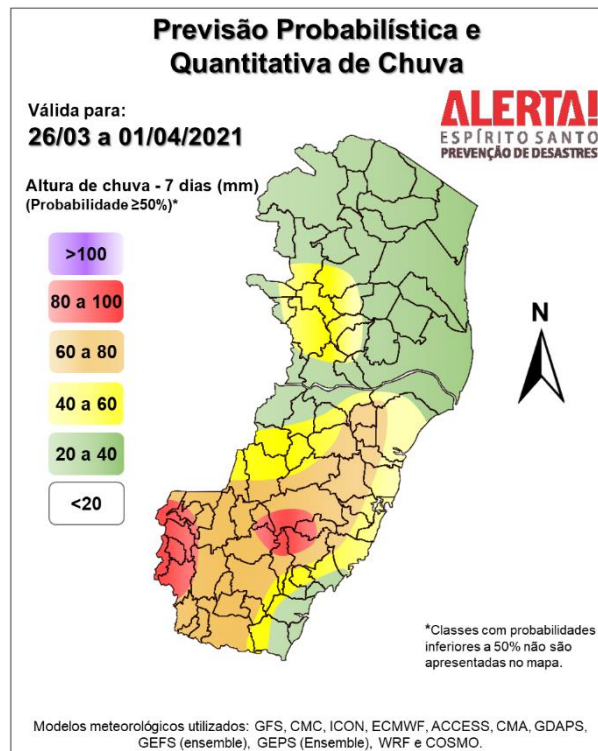 Previsão Probabilística e
Quantitativa de Chuva
Válida para:
26/03 a 01/04/2021
ALERTA!
ESPÍRITO SANTO
PREVENÇÃO DE DESASTRES
Altura de chuva - 7 dias (mm)
(Probabilidade ≥50%)*
>100
80 a 100
60 a 80
40 a 60
20 a 40
<20
N
*Classes com probabilidades
inferiores a 50% não são
apresentadas no mapa.
Modelos meteorológicos utilizados: GFS, CMC, ICON, ECMWF, ACCESS, CMA, GDAPS,
GEFS (ensemble), GEPS (Ensemble), WRF e COSMO.